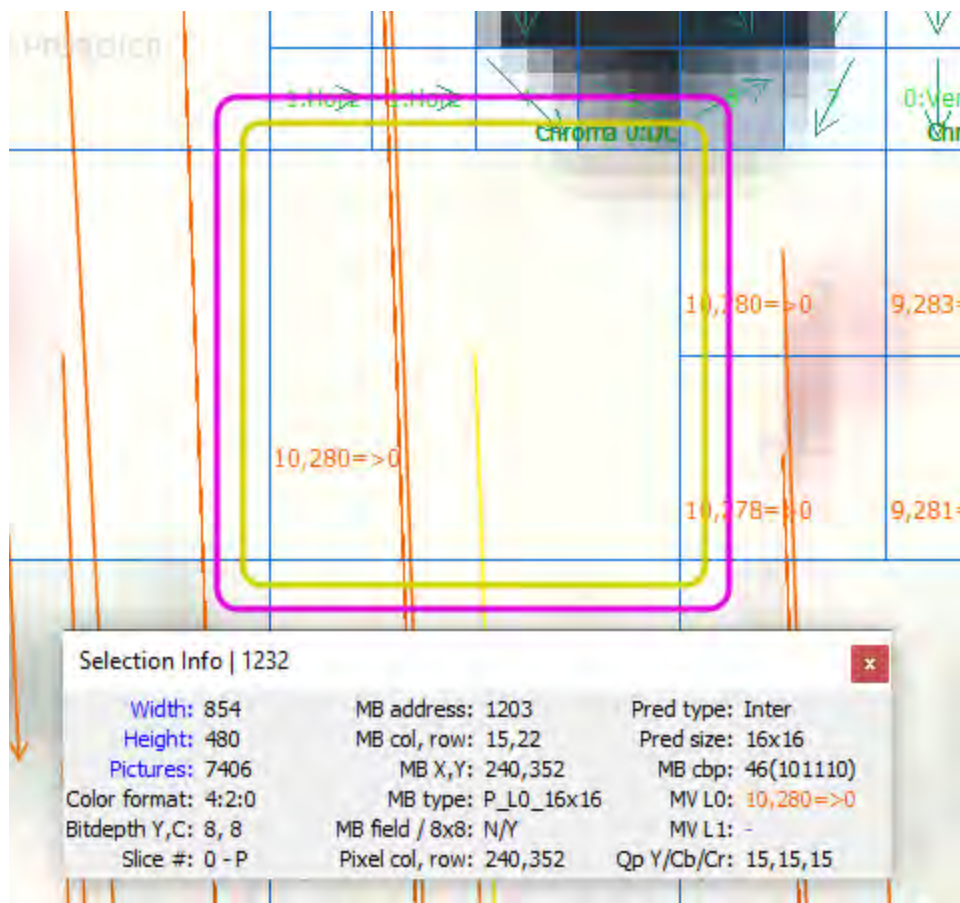 Prediction
0:Ver
Chroma 0:DC
Chr
10,280=>0
9,283=
10,280=>0
10,278=>0
9,281=
Selection Info | 1232
x
Width: 854 MB address: 1203 Pred type: Inter
Height: 480 MB col, row: 15,22 Pred size: 16x16
Pictures: 7406 MB X,Y: 240,352 MB cbp: 46(101110)
Color format: 4:2:0 MB type: P_L0_16x16 MV L0: 10,280=>0
Bitdepth Y,C: 8, 8 MB field / 8x8: N/Y MV L1: -
Slice #: 0 - P Pixel col, row: 240,352 Qp Y/Cb/Cr: 15,15,15